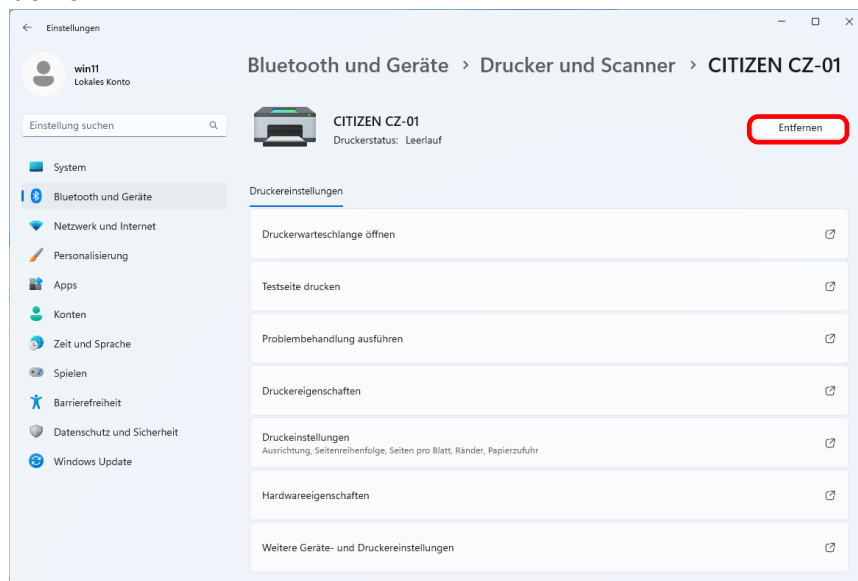 Einstellungen
win11
Lokales Konto
Einstellung suchen
System
Bluetooth und Geräte
Netzwerk und Internet
Personalisierung
Apps
Konten
Zeit und Sprache
Spielen
Barrierefreiheit
Datenschutz und Sicherheit
Windows Update
Bluetooth und Geräte > Drucker und Scanner > CITIZEN CZ-01
CITIZEN CZ-01
Druckerstatus: Leerlauf
Entfernen
Druckereinstellungen
Druckerwarteschlange öffnen
Testseite drucken
Problembehandlung ausführen
Druckereigenschaften
Druckeinstellungen
Ausrichtung, Seitenreihenfolge, Seiten pro Blatt, Ränder, Papierzufuhr
Hardwareeigenschaften
Weitere Geräte- und Druckereinstellungen